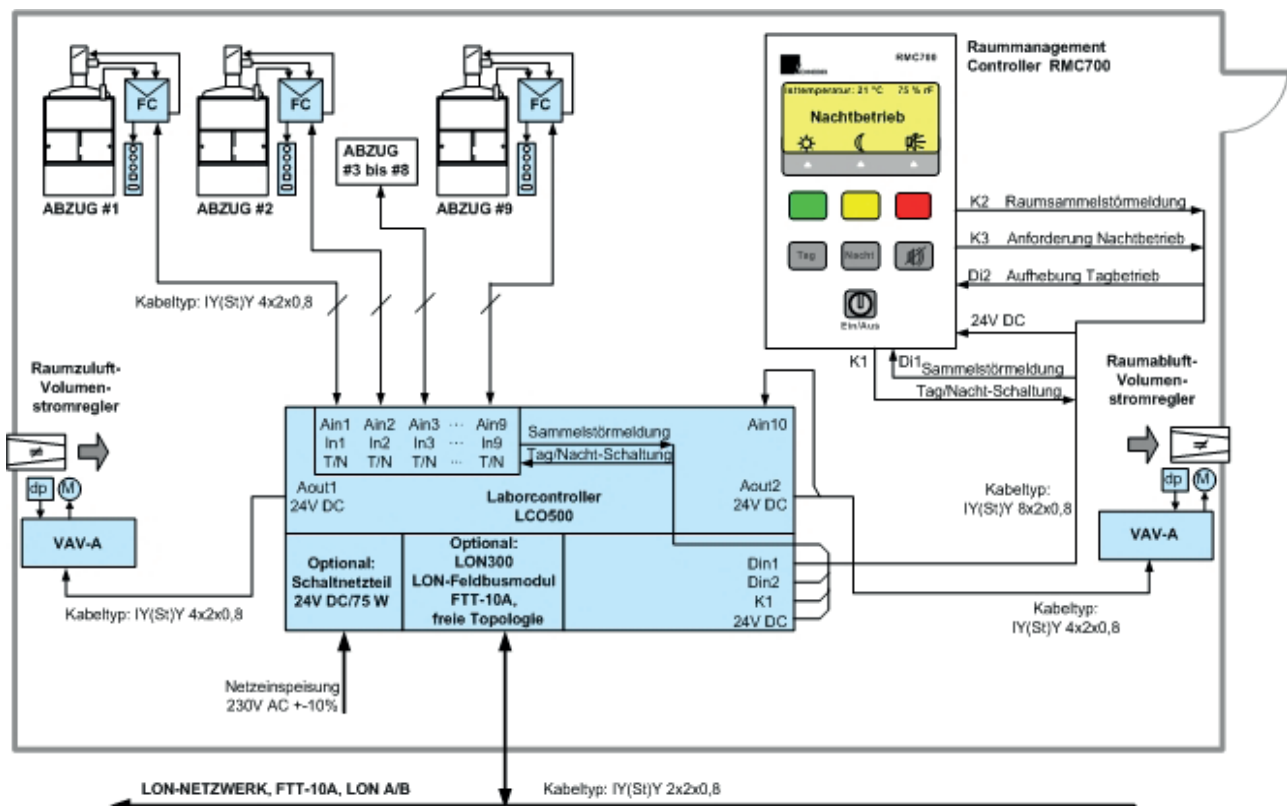 Raummanagement
Controller RMC700
RMC700
Isttemperatur: 21 °C 75 % rF
Nachtbetrieb
FC
FC
FC
ABZUG
#3 bis #8
ABZUG #1
ABZUG #2
ABZUG #9
K2 Raumsammelstörmeldung
K3 Anforderung Nachtbetrieb
Di2 Aufhebung Tagbetrieb
24V DC
Tag
Nacht
Ein/Aus
Kabeltyp: IY(St)Y 4x2x0,8
K1
Di1
Sammelstörmeldung
Tag/Nacht-Schaltung
Raumzuluft-
Volumen-
stromregler
Raumabluft-
Volumen-
stromregler
Ain1 Ain2 Ain3 ... Ain9
In1 In2 In3 ... In9
T/N T/N T/N ... T/N
Sammelstörmeldung
Tag/Nacht-Schaltung
Ain10
Aout1
24V DC
Laborcontroller
LCO500
Aout2
24V DC
≠
≠
dp
M
dp
M
VAV-A
VAV-A
Kabeltyp:
IY(St)Y 8x2x0,8
Optional:
Schaltnetzteil
24V DC/75 W
Optional:
LON300
LON-Feldbusmodul
FTT-10A,
freie Topologie
Din1
Din2
K1
24V DC
Kabeltyp: IY(St)Y 4x2x0,8
Kabeltyp:
IY(St)Y 4x2x0,8
Netzeinspeisung
230V AC +-10%
LON-NETZWERK, FTT-10A, LON A/B
Kabeltyp: IY(St)Y 2x2x0,8